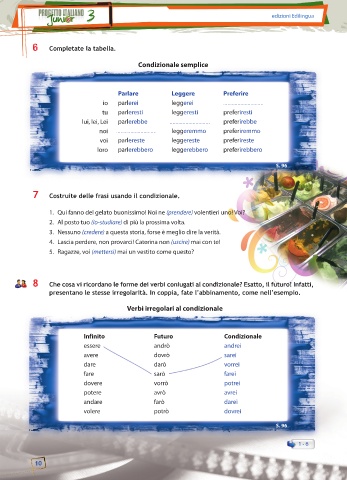 PROGETTO ITALIANO
Junior 3
edizioni Edilingua
6 Completate la tabella.
Condizionale semplice
Parlare Leggere Preferire
io parlerei leggerei ........................
tu parleresti leggeresti preferiresti
lui, lei, Lei parlerebbe ........................ preferirebbe
noi ........................ leggeremmo preferiremmo
voi parlereste leggereste preferireste
loro parlerebbero leggerebbero preferirebbero
S. 96
7 Costruite delle frasi usando il condizionale.
1. Qui fanno del gelato buonissimo! Noi ne (prendere) volentieri uno! Voi?
2. Al posto tuo (io-studiare) di più la prossima volta.
3. Nessuno (credere) a questa storia, forse è meglio dire la verità.
4. Lascia perdere, non provarci! Caterina non (uscire) mai con te!
5. Ragazze, voi (mettersi) mai un vestito come questo?
8 Che cosa vi ricordano le forme dei verbi coniugati al condizionale? Esatto, il futuro! Infatti,
presentano le stesse irregolarità. In coppia, fate l'abbinamento, come nell'esempio.
Verbi irregolari al condizionale
Infinito Futuro Condizionale
essere andrò andrei
avere dovrò sarei
dare darò vorrei
fare sarò farei
dovere vorrò potrei
potere avrò avrei
andare farò darei
volere potrò dovrei
S. 96
10